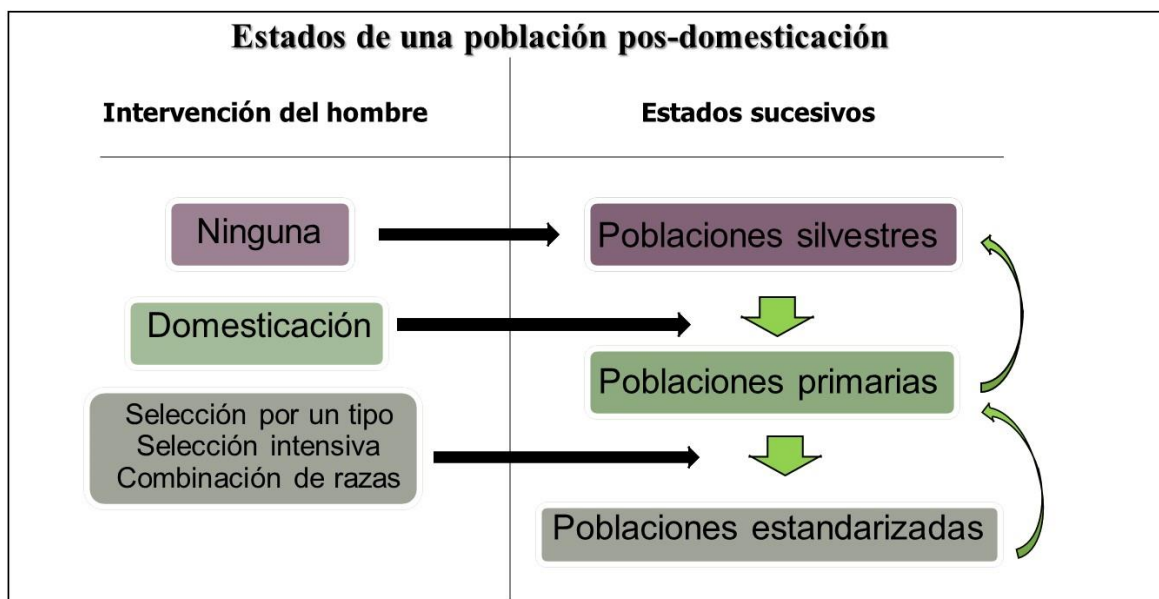 Estados de una población pos-domesticación
Intervención del hombre
Estados sucesivos
Ninguna
Poblaciones silvestres
Domesticación
Poblaciones primarias
Selección por un tipo
Selección intensiva
Combinación de razas
Poblaciones estandarizadas